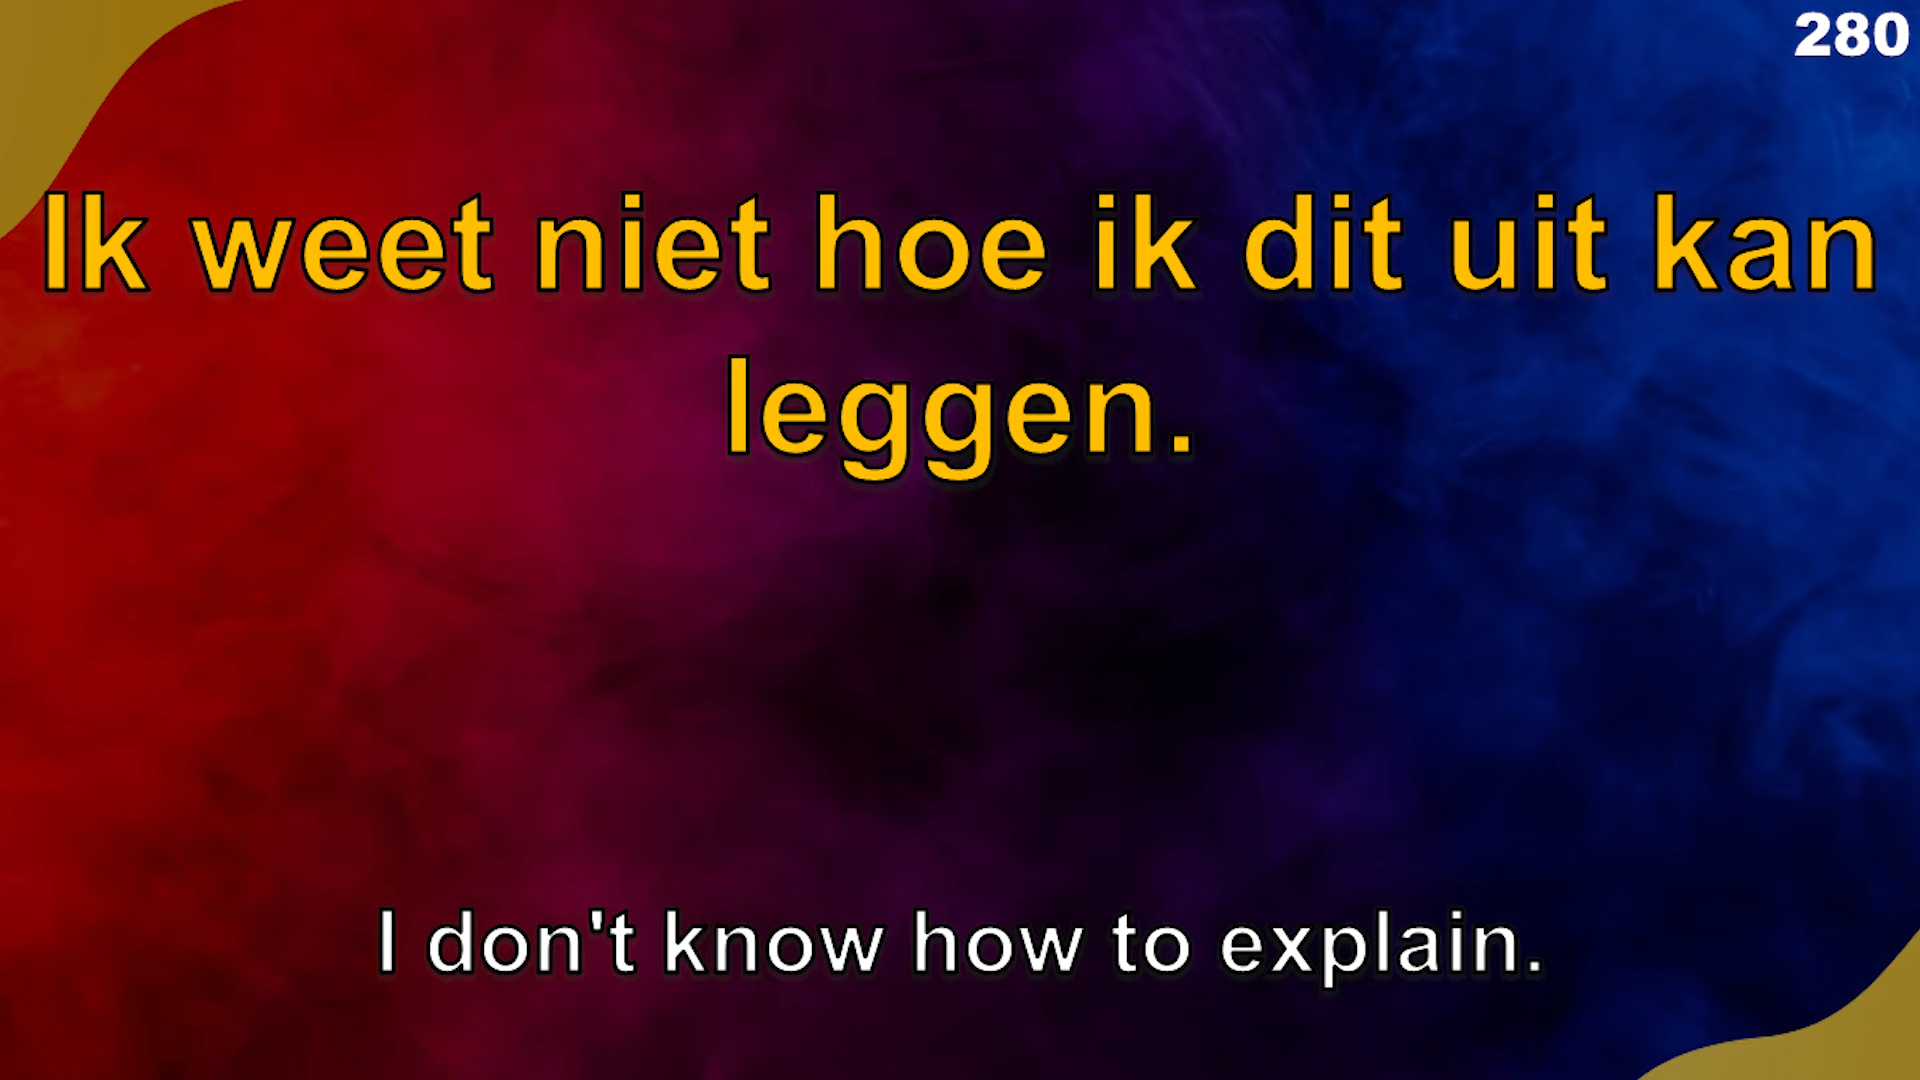 280
Ik weet niet hoe ik dit uit kan
leggen.
I don't know how to explain.